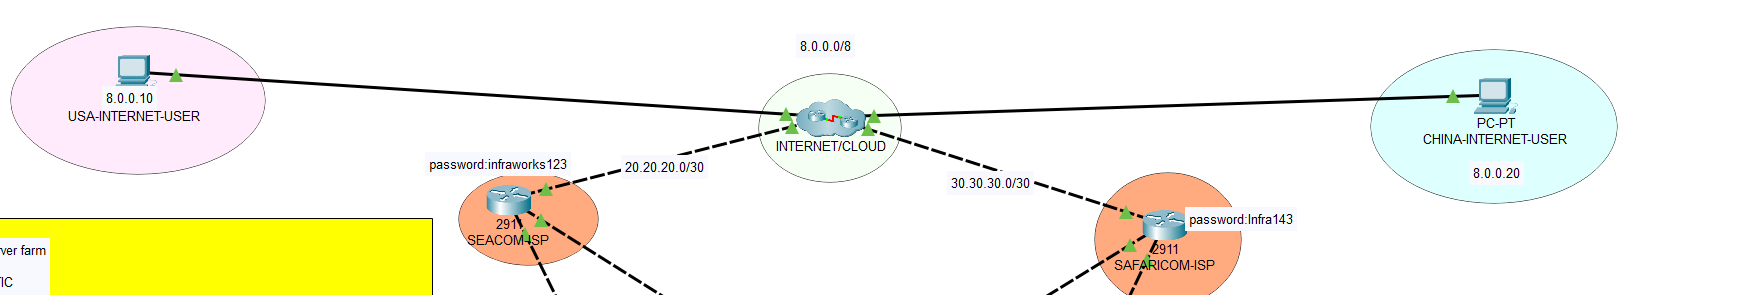 8.0.0.0/8
8.0.0.10
USA-INTERNET-USER
INTERNET/CLOUD
PC-PT
CHINA-INTERNET-USER
8.0.0.20
password:infraworks123
20.20.20.0/30
30.30.30.0/30
2911
SEACOM-ISP
password:Infra143
2911
SAFARICOM-ISP
ver farm
IC